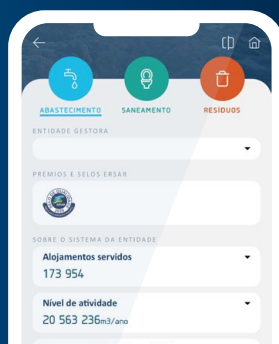 ABASTECIMENTO SANEAMENTO RESÍDUOS
ENTIDADE GESTORA
PRÉMIOS E SELOS ERSAR
SOBRE O SISTEMA DA ENTIDADE
Alojamentos servidos
173 954
Nível de atividade
20 563 236m3/ano